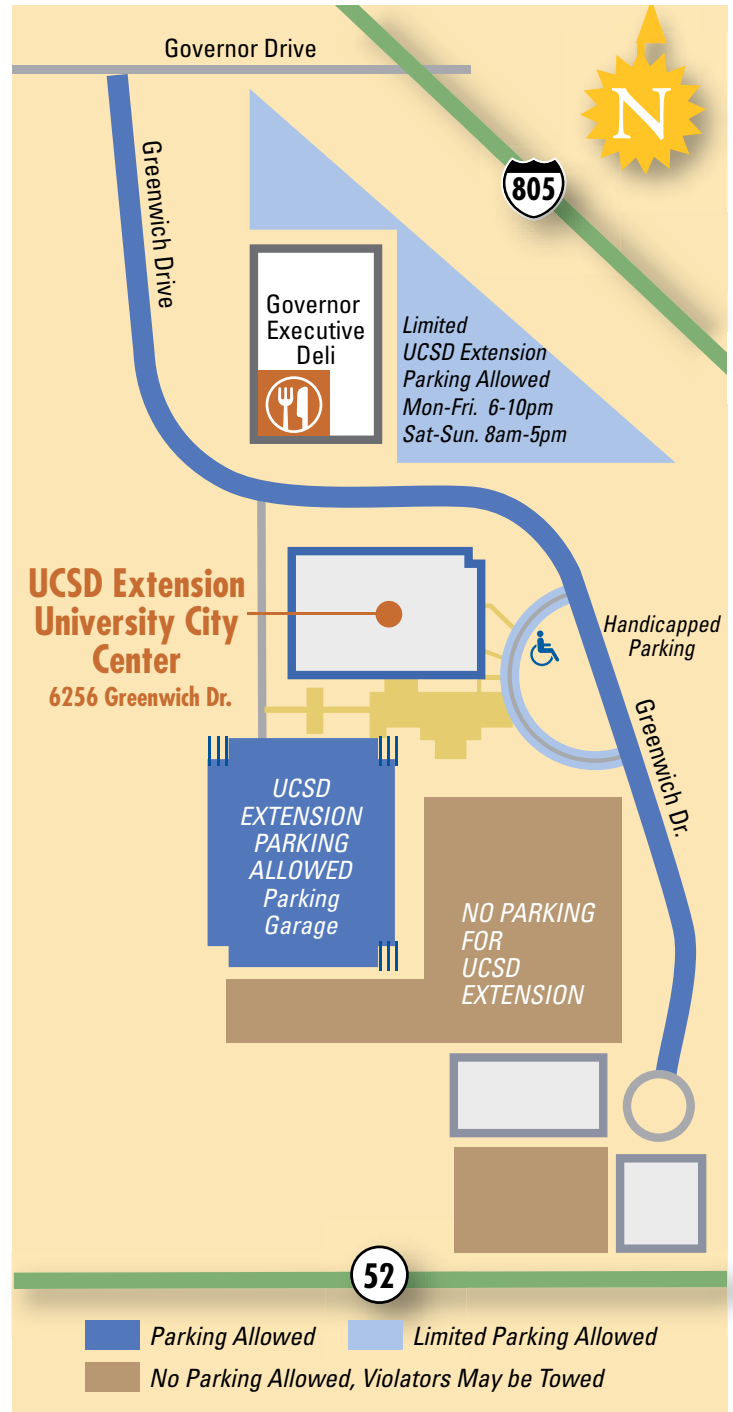 Governor Drive
N
Greenwich Drive
805
Governor
Executive
Deli
Limited
UCSD Extension
Parking Allowed
Mon-Fri. 6-10pm
Sat-Sun. 8am-5pm
UCSD Extension
University City
Center
6256 Greenwich Dr.
Handicapped
Parking
Greenwich Dr.
UCSD
EXTENSION
PARKING
ALLOWED
Parking
Garage
NO PARKING
FOR
UCSD
EXTENSION
52
Parking Allowed
Limited Parking Allowed
No Parking Allowed, Violators May be Towed